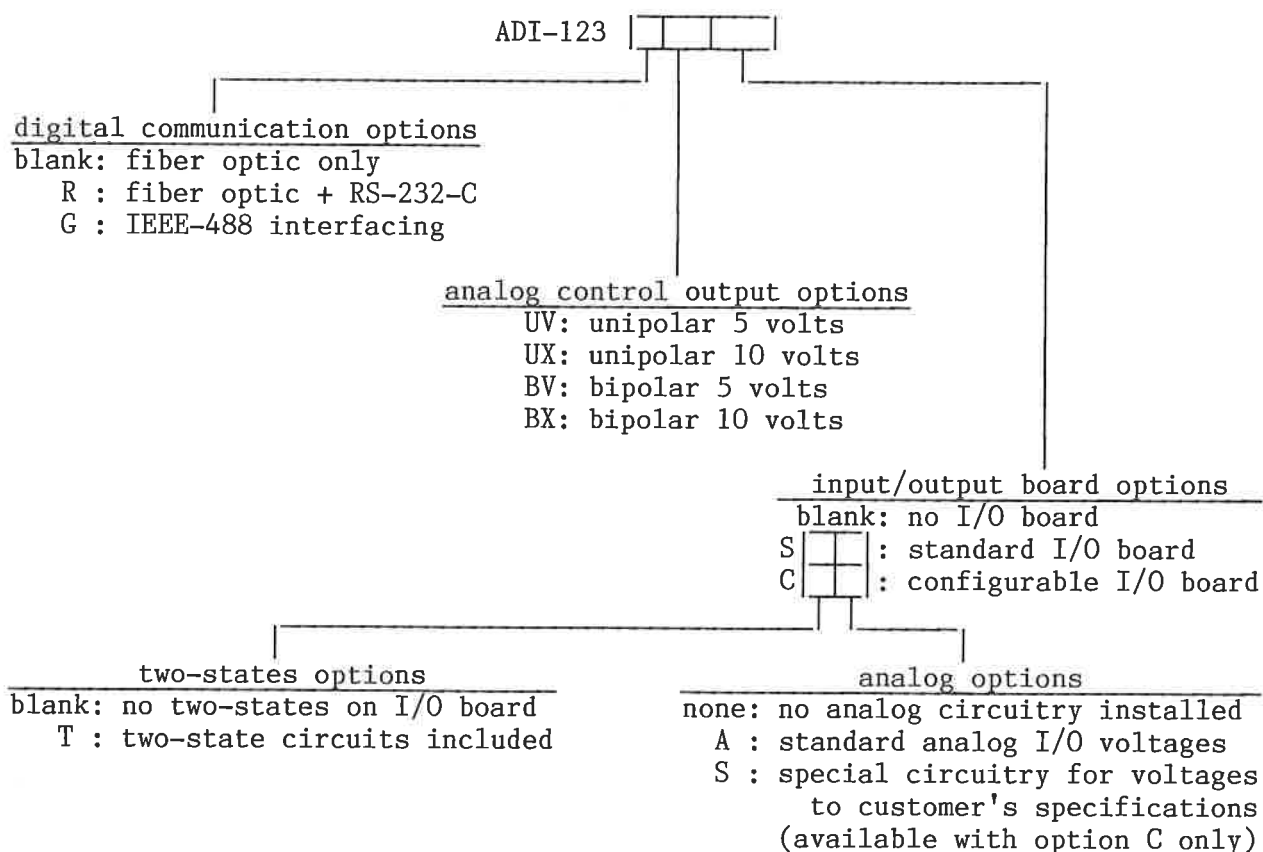 ADI-123
digital communication options
blank: fiber optic only
R : fiber optic + RS-232-C
G : IEEE-488 interfacing
analog control output options
UV: unipolar 5 volts
UX: unipolar 10 volts
BV: bipolar 5 volts
BX: bipolar 10 volts
input/output board options
blank: no I/O board
S : standard I/O board
C : configurable I/O board
two-states options
blank: no two-states on I/O board
T : two-state circuits included
analog options
none: no analog circuitry installed
A : standard analog I/O voltages
S : special circuitry for voltages
to customer's specifications
(available with option C only)